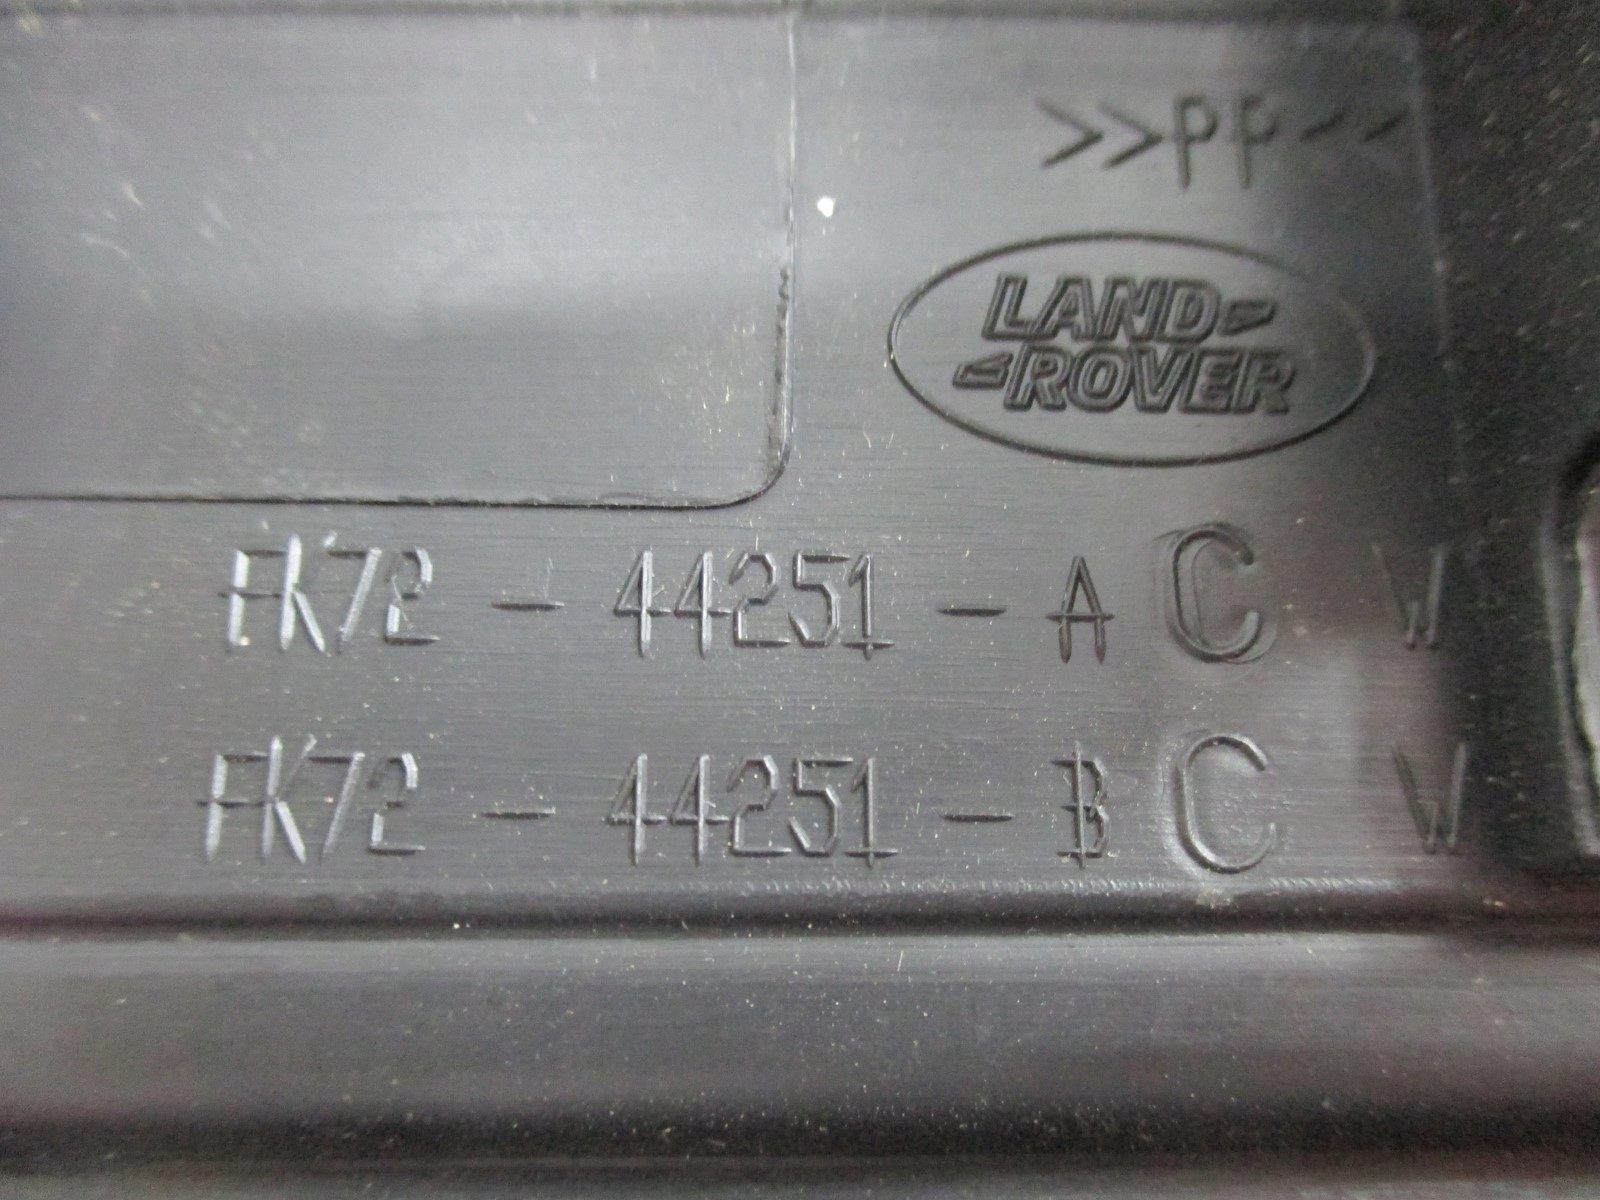 >>PP<<
LAND
ROVER
FK72 - 44251 - A C W
FK72 - 44251 - B C W